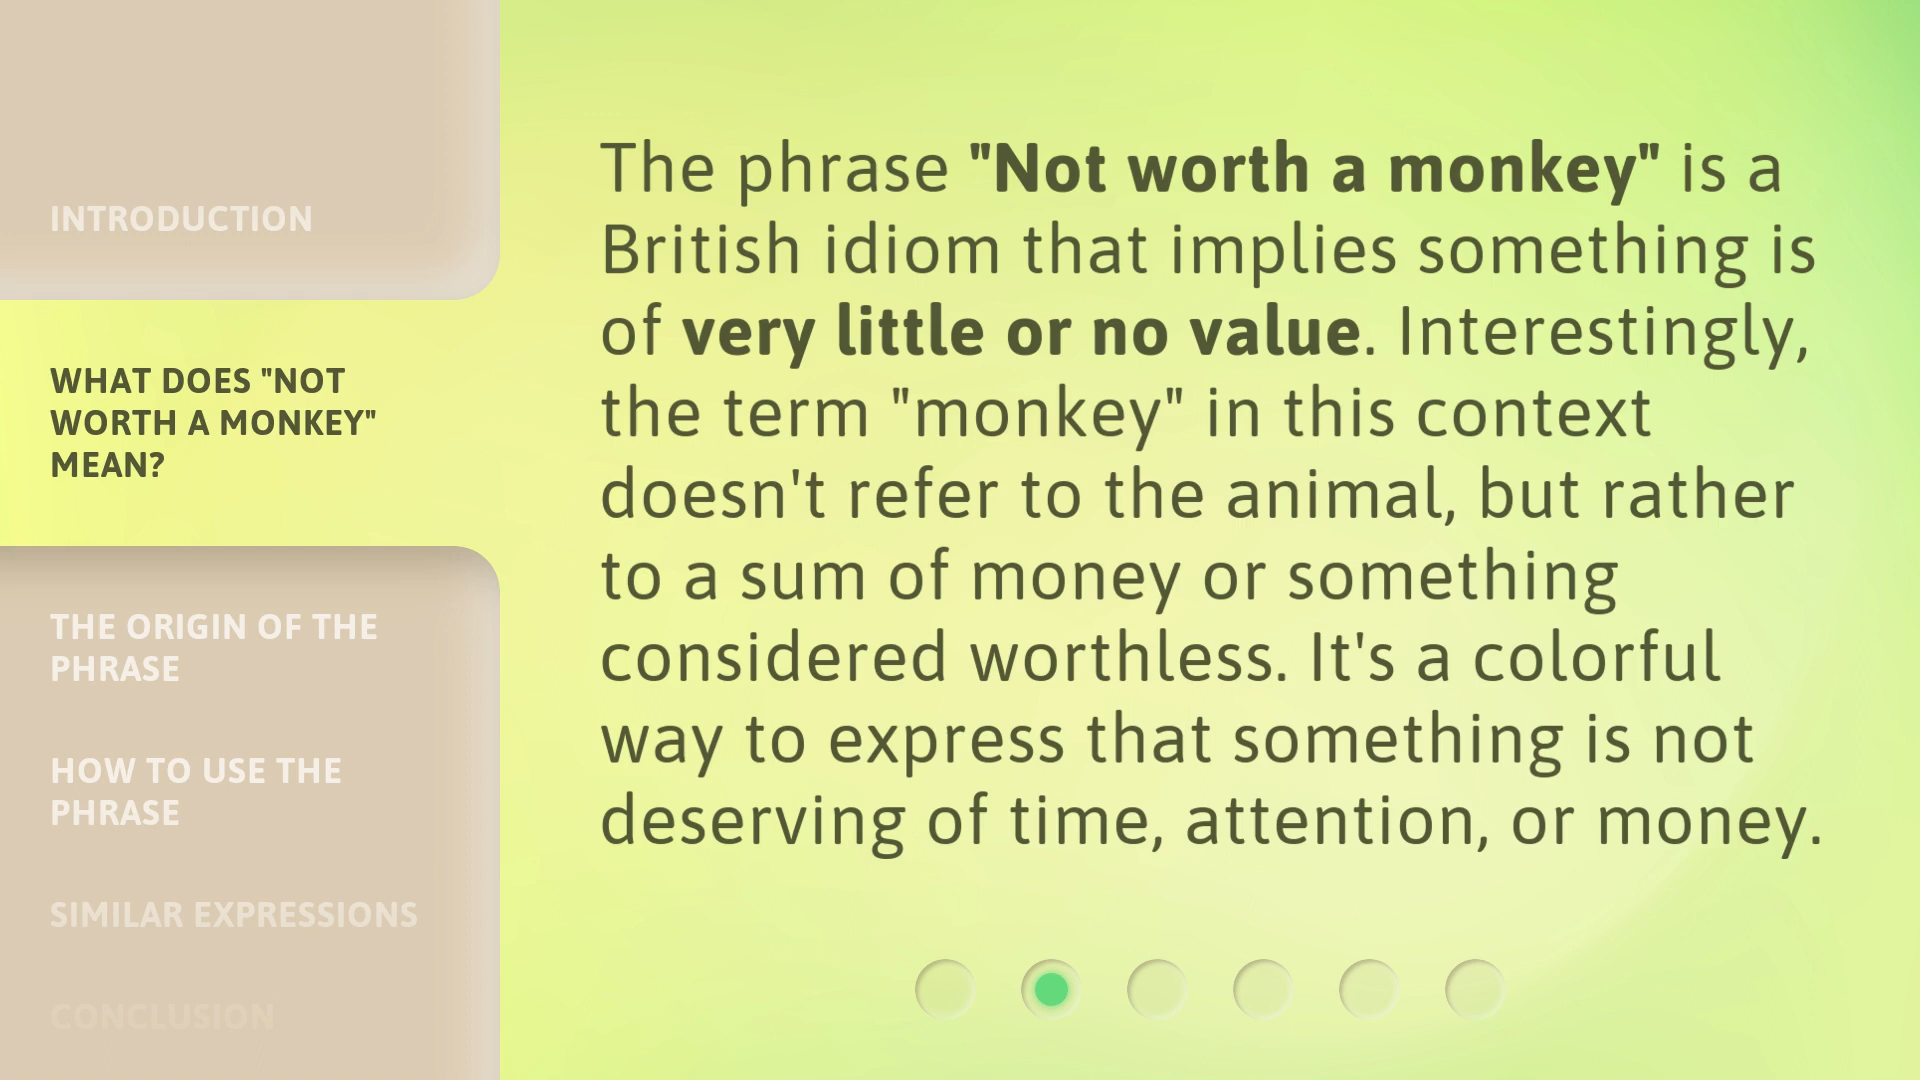 INTRODUCTION
WHAT DOES "NOT
WORTH A MONKEY"
MEAN?
THE ORIGIN OF THE
PHRASE
HOW TO USE THE
PHRASE
SIMILAR EXPRESSIONS
CONCLUSION
The phrase "Not worth a monkey" is a
British idiom that implies something is
of very little or no value. Interestingly,
the term "monkey" in this context
doesn't refer to the animal, but rather
to a sum of money or something
considered worthless. It's a colorful
way to express that something is not
deserving of time, attention, or money.